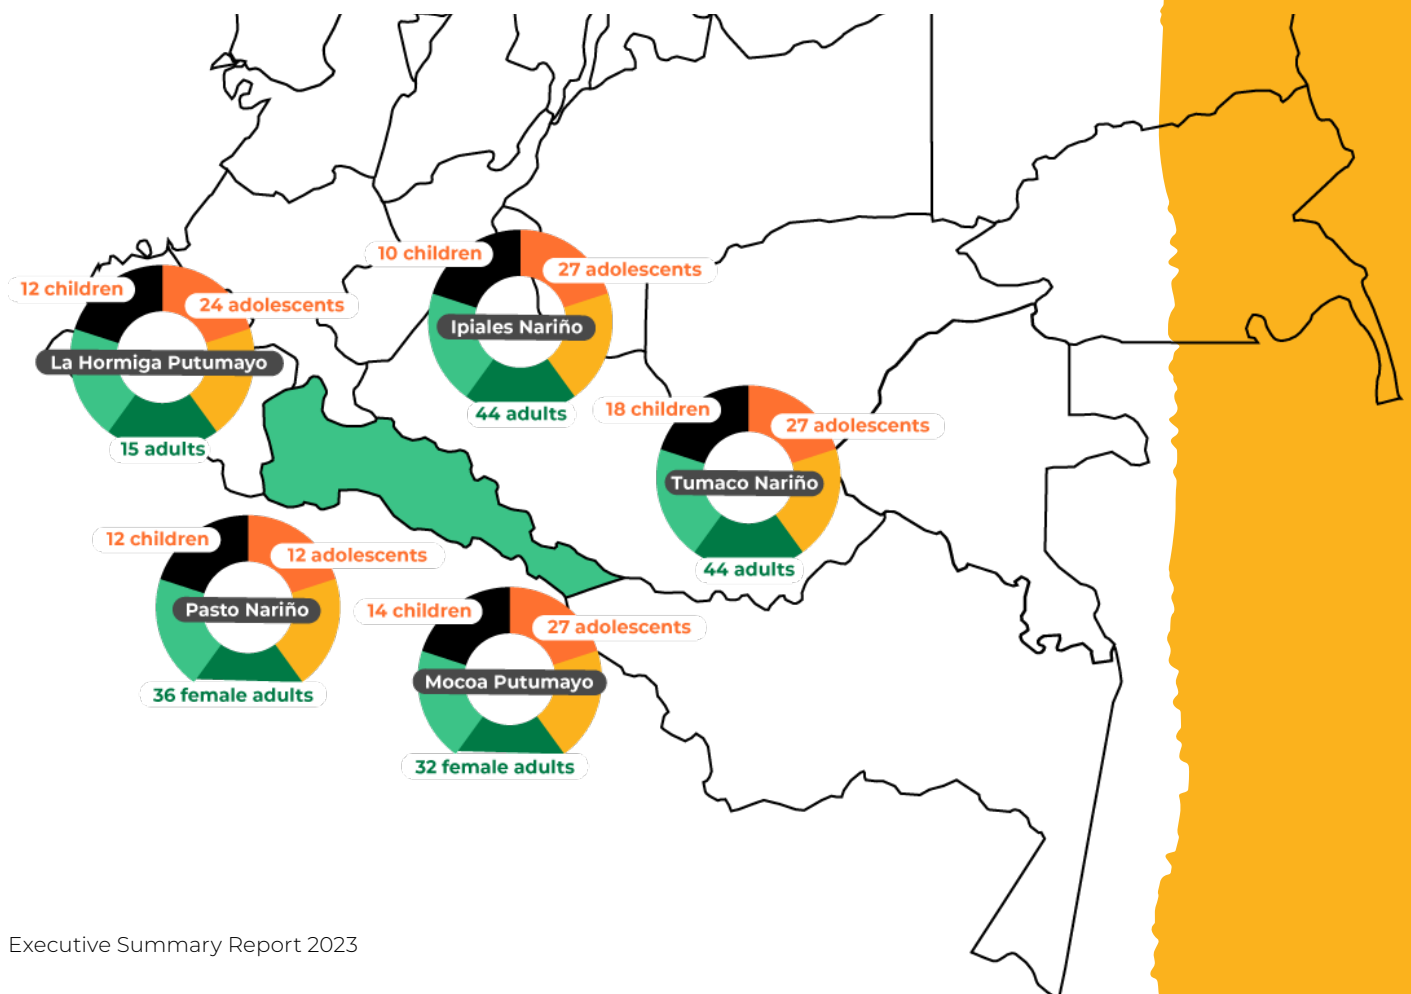 10 children
27 adolescents
Ipiales Nariño
44 adults
12 children
24 adolescents
La Hormiga Putumayo
15 adults
18 children
27 adolescents
Tumaco Nariño
44 adults
12 children
12 adolescents
Pasto Nariño
36 female adults
14 children
27 adolescents
Mocoa Putumayo
32 female adults
Executive Summary Report 2023